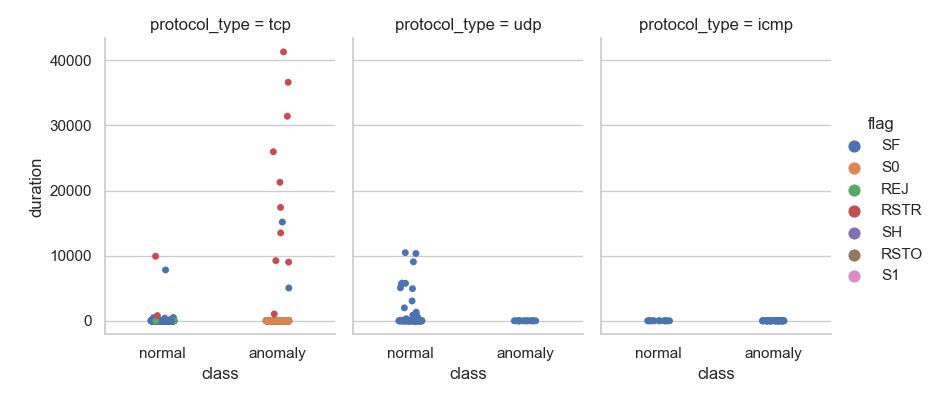 protocol_type = tcp
protocol_type = udp
protocol_type = icmp
40000
30000
20000
10000
0
duration
normal
anomaly
class
normal
anomaly
class
normal
anomaly
class
flag
SF
S0
REJ
RSTR
SH
RSTO
S1